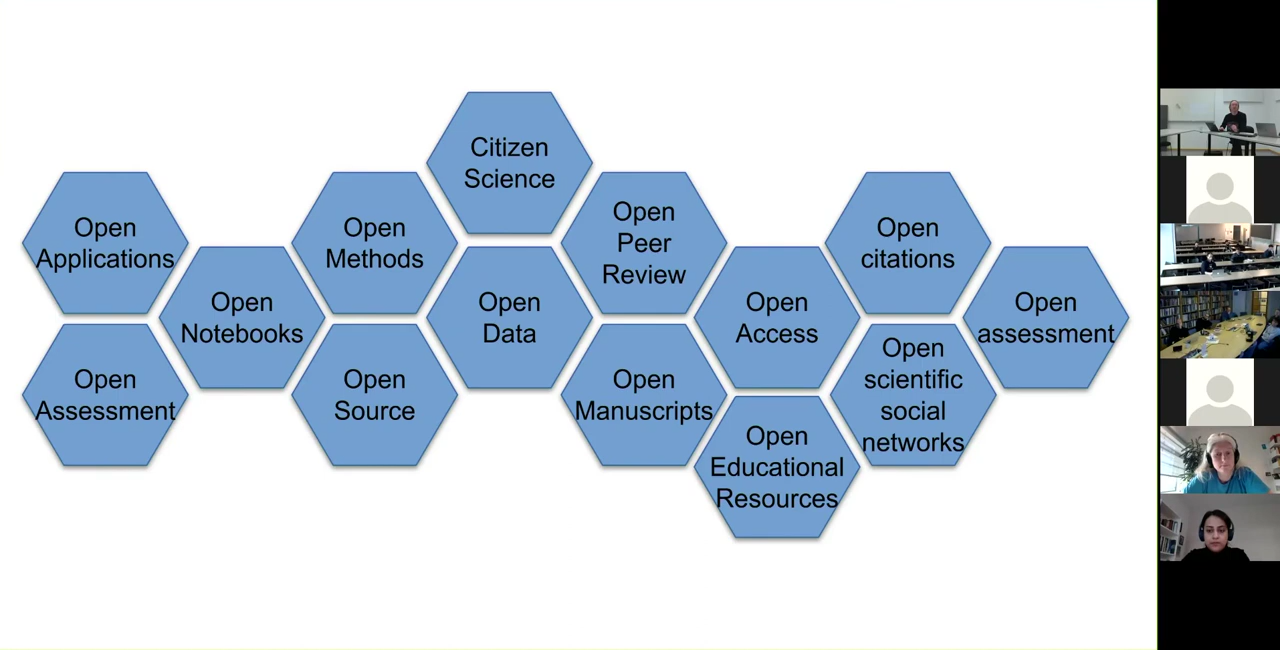 Citizen
Science
Open
Applications
Open
Methods
Open
Peer
Review
Open
citations
Open
Notebooks
Open
Data
Open
Access
Open
assessment
Open
Assessment
Open
Source
Open
Manuscripts
Open
scientific
social
networks
Open
Educational
Resources